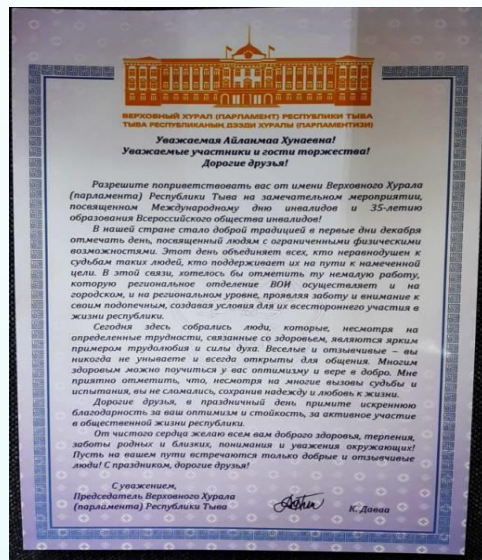 ВЕРХОВНЫЙ ХУРАЛ (ПАРЛАМЕНТ) РЕСПУБЛИКИ ТЫВА
ТЫВА РЕСПУБЛИКАНЫҢ ДЭЭДИ ХУРАЛЫ (ПАРЛАМЕНТИЗИ)
Уважаемая Айланмаа Хунаевна!
Уважаемые участники и гости торжества!
Дорогие друзья!
Разрешите поприветствовать вас от имени Верховного Хурала
(парламента) Республики Тыва на замечательном мероприятии,
посвященном Международному дню инвалидов и 35-летию
образования Всероссийского общества инвалидов!
В нашей стране стало доброй традицией в первые дни декабря
отмечать день, посвященный людям с ограниченными физическими
возможностями. Этот день объединяет всех, кто неравнодушен к
судьбам таких людей, кто поддерживает их на пути к намеченной
цели. В этой связи, хотелось бы отметить ту немалую работу,
которую региональное отделение ВОИ осуществляет и на
городском, и на региональном уровне, проявляя заботу и внимание к
своим подопечным, создавая условия для их всестороннего участия в
жизни республики.
Сегодня здесь собрались люди, которые, несмотря на
определенные трудности, связанные со здоровьем, являются ярким
примером трудолюбия и силы духа. Веселые и отзывчивые – вы
никогда не унываете и всегда открыты для общения. Многим
здоровым можно поучиться у вас оптимизму и вере в добро. Мне
приятно отметить, что, несмотря на многие вызовы судьбы и
испытания, вы не сломались, сохранив надежду и любовь к жизни.
Дорогие друзья, в праздничный день примите искреннюю
благодарность за ваш оптимизм и стойкость, за активное участие
в общественной жизни республики.
От чистого сердца желаю всем вам доброго здоровья, терпения,
заботы родных и близких, понимания и уважения окружающих!
Пусть на вашем пути встречаются только добрые и отзывчивые
люди! С праздником, дорогие друзья!
С уважением,
Председатель Верховного Хурала
(парламента) Республики Тыва
К. Даваа